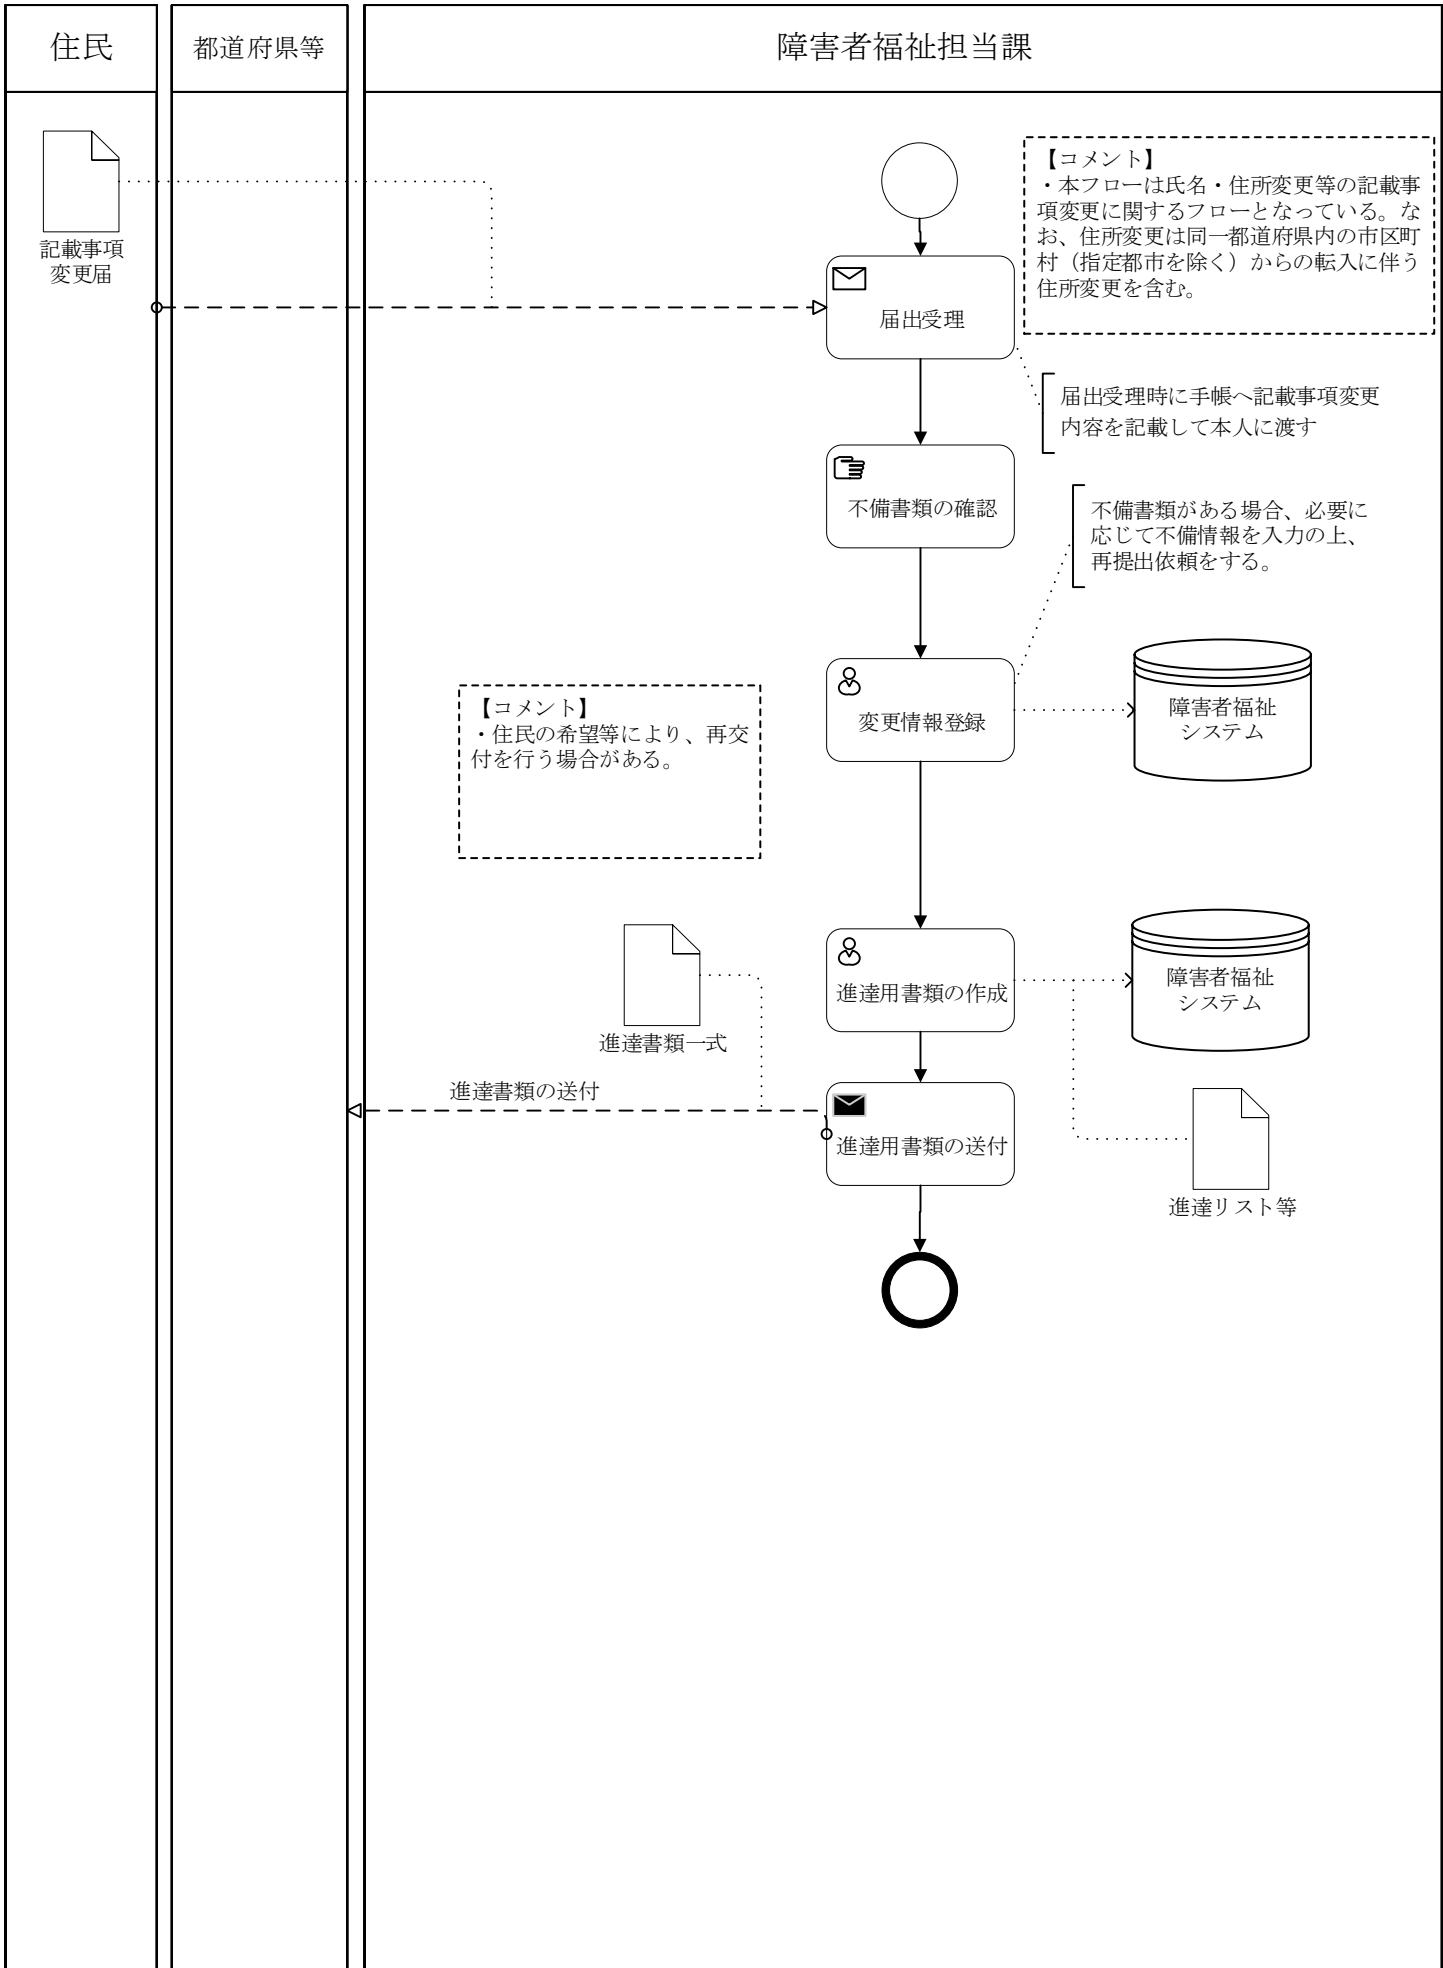 住民
都道府県等
障害者福祉担当課
記載事項
変更届
【コメント】
・本フローは氏名・住所変更等の記載事
項変更に関するフローとなっている。な
お、住所変更は同一都道府県内の市区町
村（指定都市を除く）からの転入に伴う
住所変更を含む。
届出受理
届出受理時に手帳へ記載事項変更
内容を記載して本人に渡す
不備書類の確認
不備書類がある場合、必要に
応じて不備情報を入力の上、
再提出依頼をする。
変更情報登録
障害者福祉
システム
【コメント】
・住民の希望等により、再交
付を行う場合がある。
進達用書類の作成
障害者福祉
システム
進達書類一式
進達書類の送付
進達用書類の送付
進達リスト等